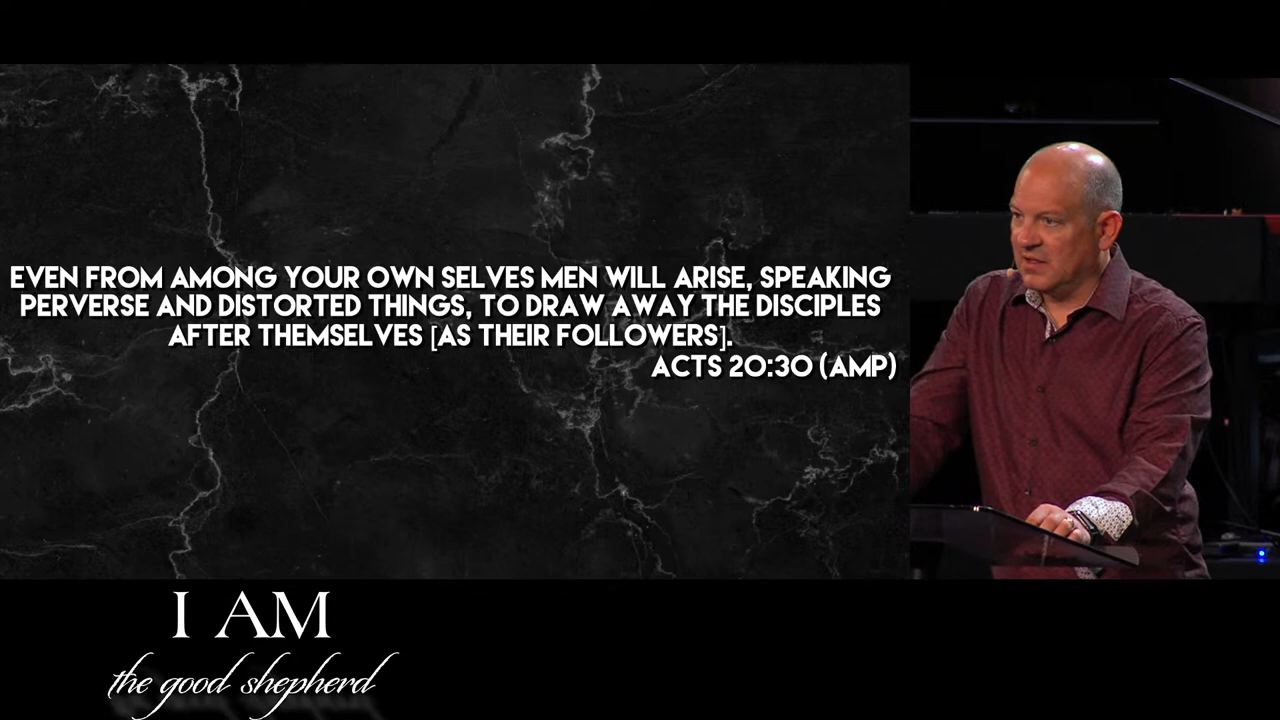 EVEN FROM AMONG YOUR OWN SELVES MEN WILL ARISE, SPEAKING
PERVERSE AND DISTORTED THINGS, TO DRAW AWAY THE DISCIPLES
AFTER THEMSELVES [AS THEIR FOLLOWERS].
ACTS 20:30 (AMP)
I AM
the good shepherd